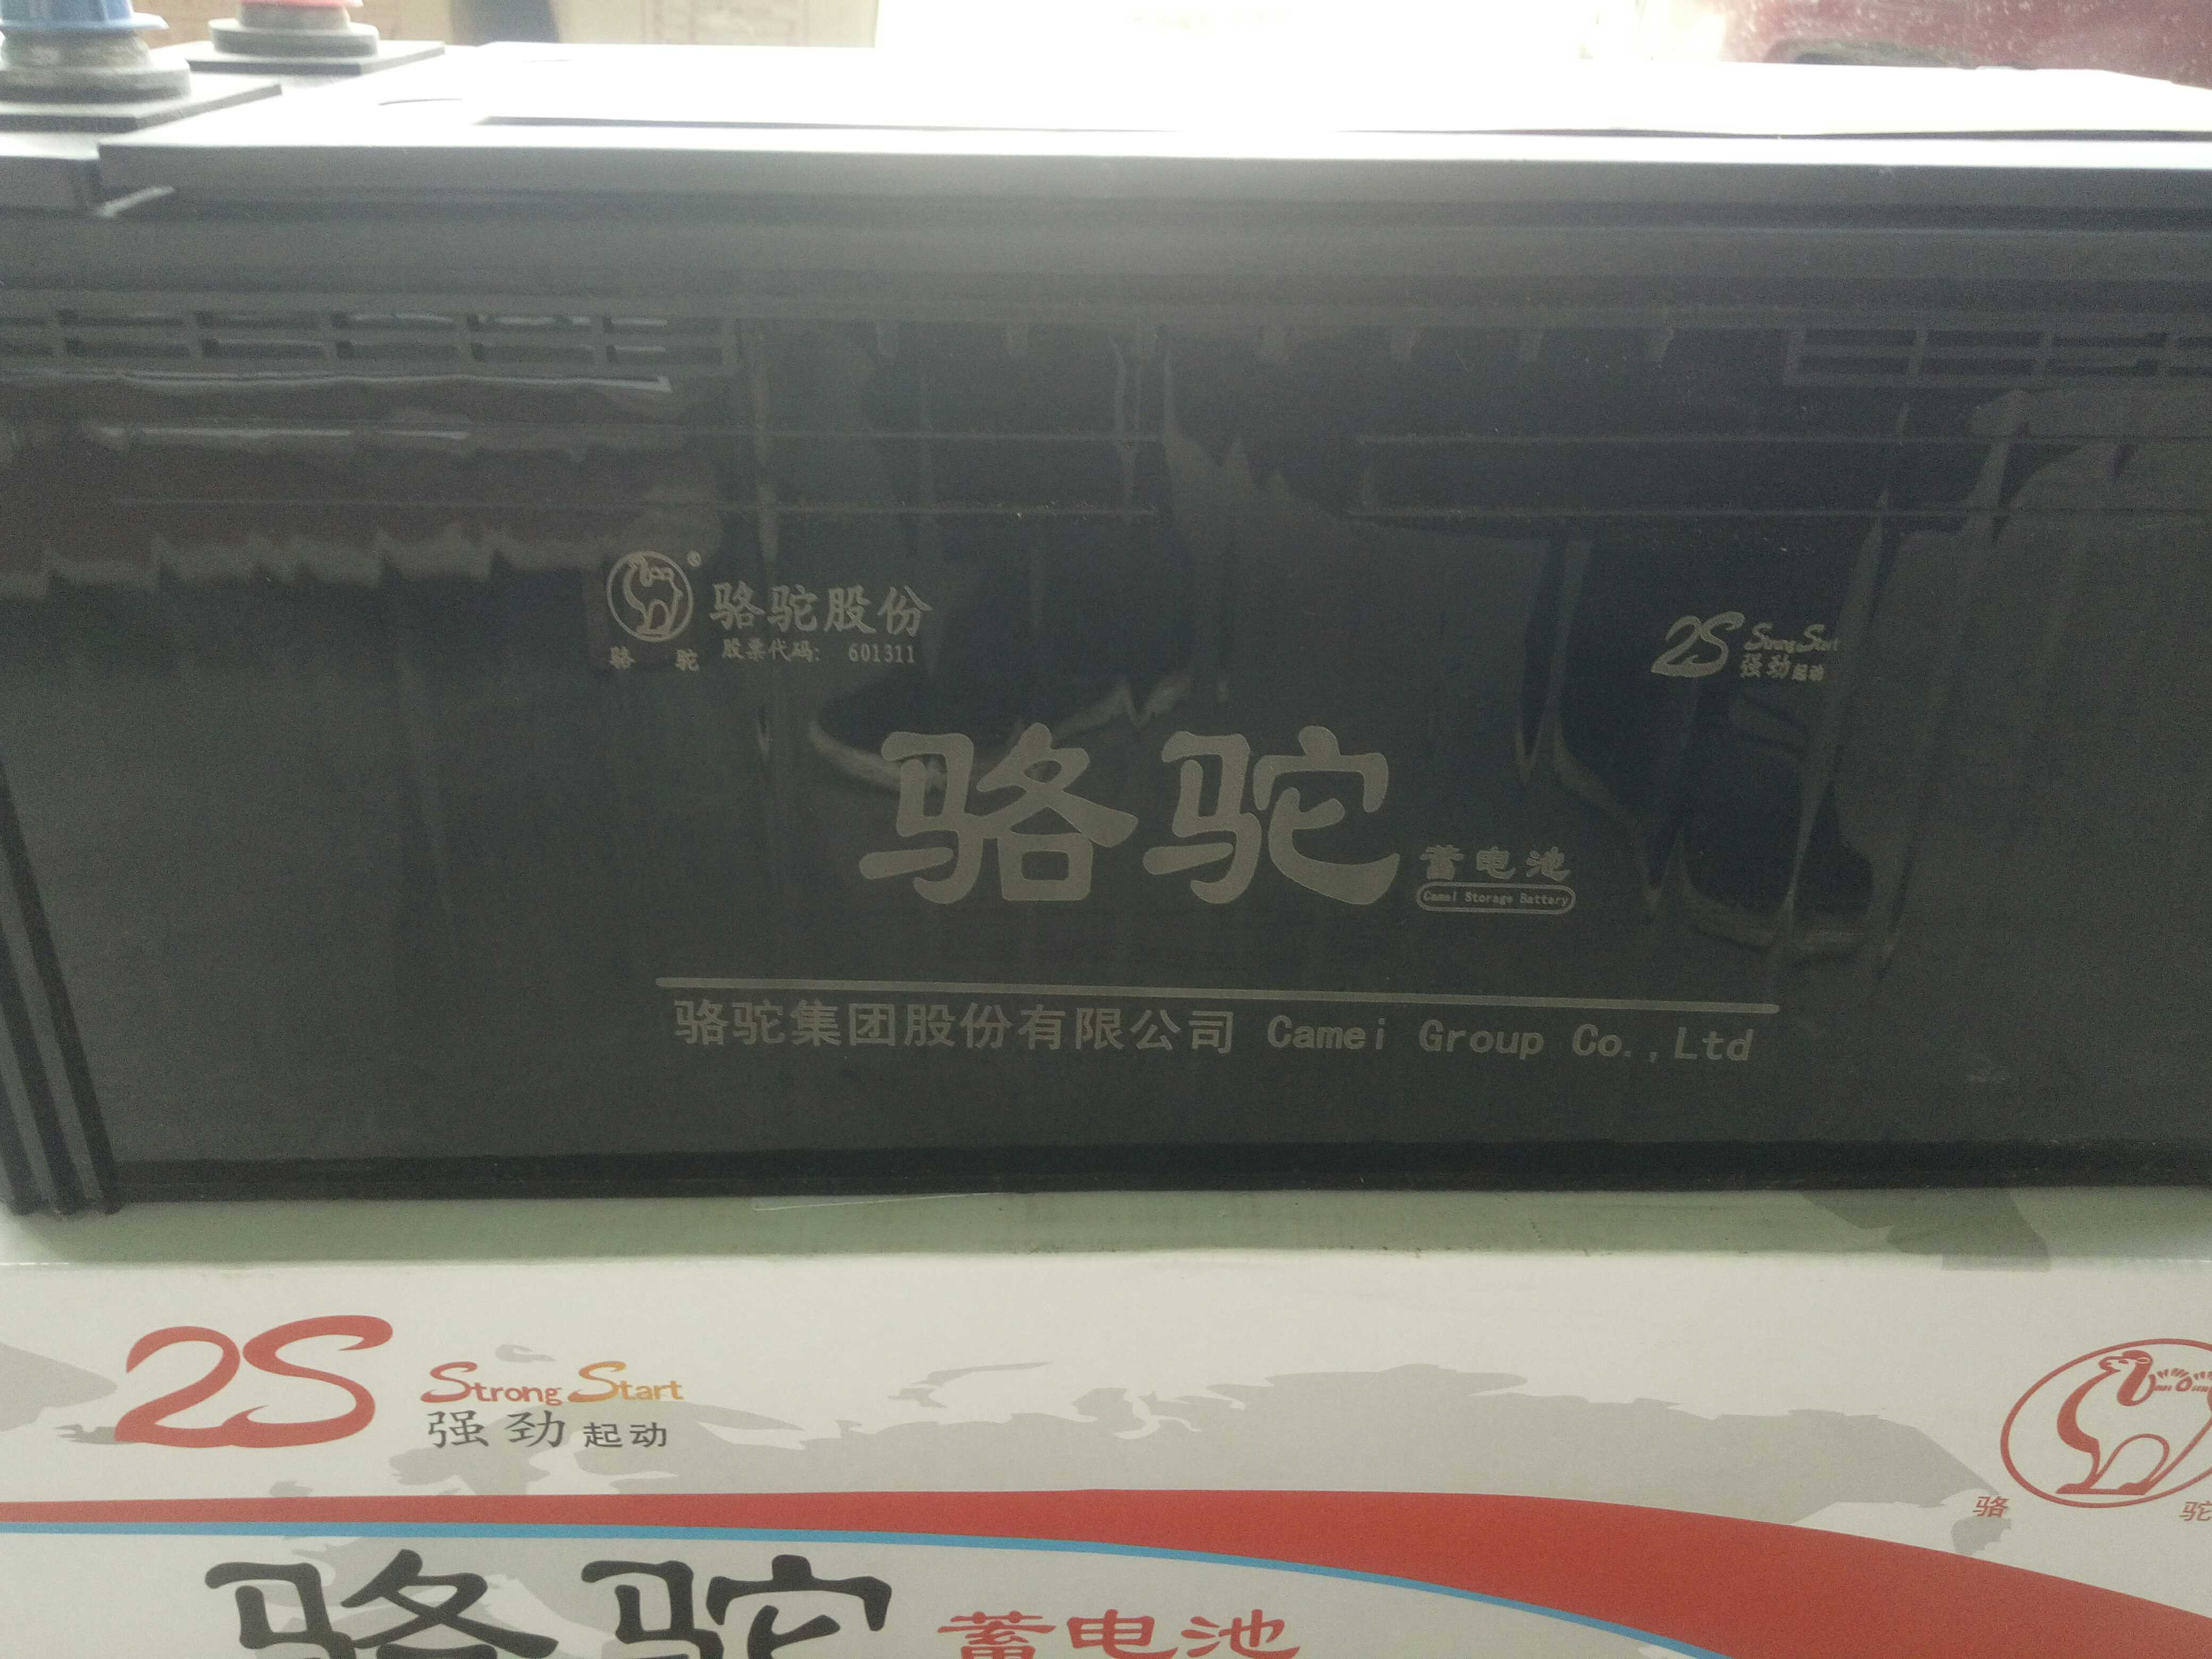 骆驼股份
骆驼 股票代码: 601311
2S Strong Start
强劲起动
骆驼 蓄电池
Camel Storage Battery
骆驼集团股份有限公司 Camei Group Co.,Ltd
2S Strong Start
强劲起动
骆驼
骆驼 蓄电池